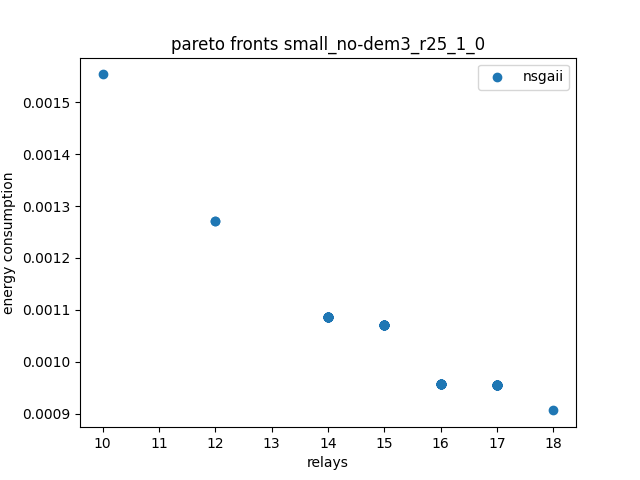 pareto fronts small_no-dem3_r25_1_0
nsgaii
0.0015
0.0014
0.0013
0.0012
0.0011
0.0010
0.0009
energy consumption
10 11 12 13 14 15 16 17 18
relays